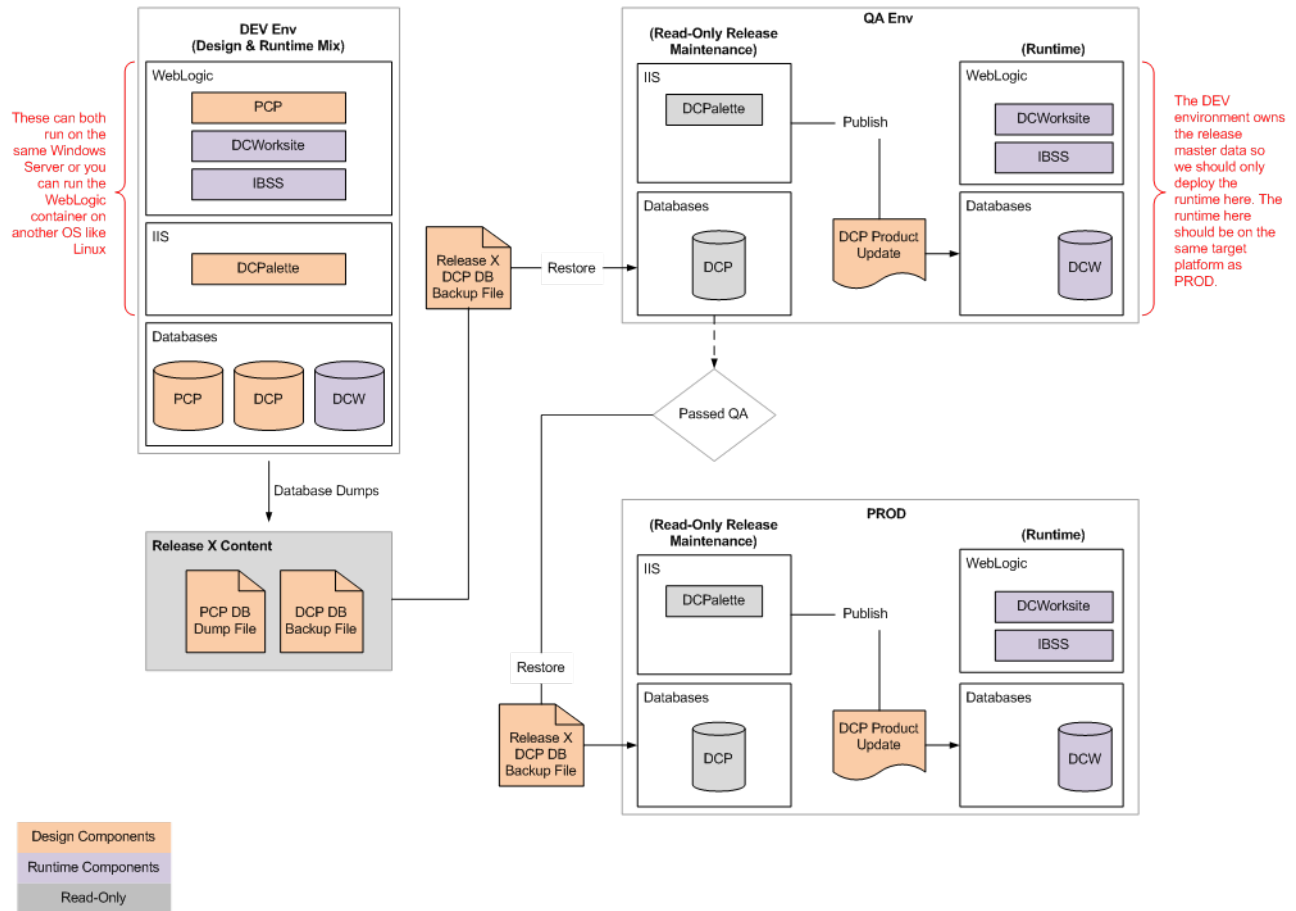 DEV Env
(Design & Runtime Mix)
WebLogic
PCP
DCWorksite
IBSS
IIS
DCPalette
Databases
PCP
DCP
DCW
These can both
run on the
same Windows
Server or you
can run the
WebLogic
container on
another OS like
Linux
Database Dumps
Release X Content
PCP DB
Dump File
DCP DB
Backup File
Release X
DCP DB
Backup File
Restore
QA Env
(Read-Only Release
Maintenance)
IIS
DCPalette
Databases
DCP
Publish
DCP Product
Update
(Runtime)
WebLogic
DCWorksite
IBSS
Databases
DCW
The DEV
environment owns
the release
master data so
we should only
deploy the
runtime here. The
runtime here
should be on the
same target
platform as
PROD.
Passed QA
Restore
Release X
DCP DB
Backup File
PROD
(Read-Only Release
Maintenance)
IIS
DCPalette
Databases
DCP
Publish
DCP Product
Update
(Runtime)
WebLogic
DCWorksite
IBSS
Databases
DCW
Design Components
Runtime Components
Read-Only